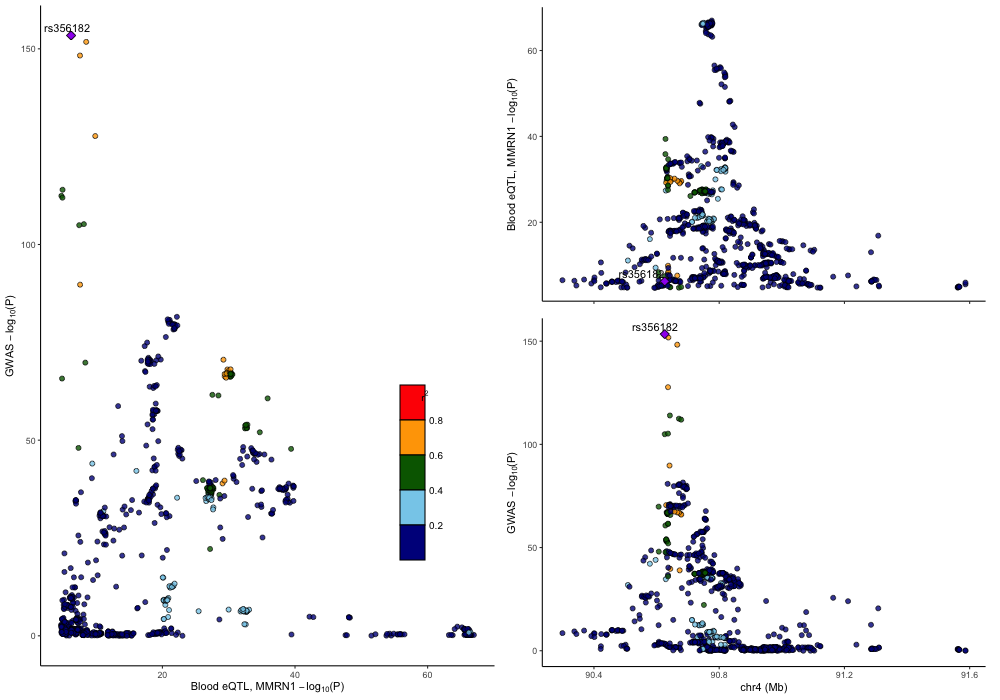 rs356182
150
100
50
0
GWAS −log10(P)
20
40
60
Blood eQTL, MMRN1 −log10(P)
r2
0.8
0.6
0.4
0.2
60
40
20
Blood eQTL, MMRN1 −log10(P)
rs356182
rs356182
150
100
50
0
GWAS −log10(P)
90.4
90.8
91.2
91.6
chr4 (Mb)